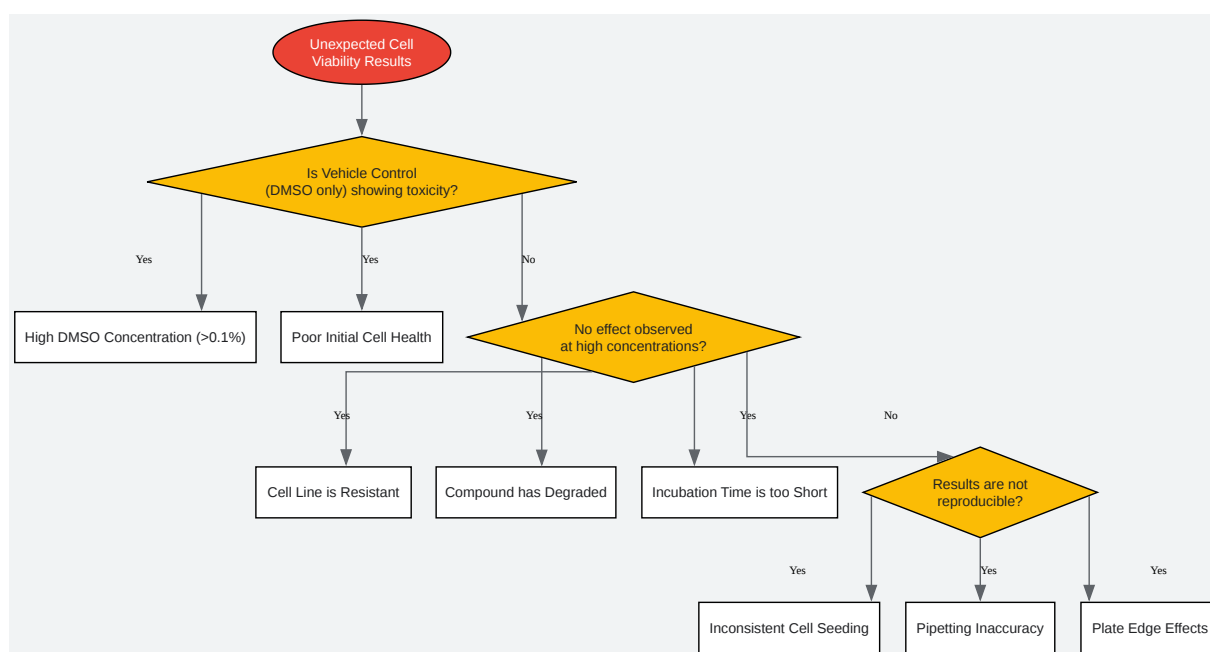 Unexpected Cell
Viability Results
Is Vehicle Control
(DMSO only) showing toxicity?
Yes
Yes
No
High DMSO Concentration (>0.1%)
Poor Initial Cell Health
No effect observed
at high concentrations?
Yes
Yes
Yes
No
Cell Line is Resistant
Compound has Degraded
Incubation Time is too Short
Results are not
reproducible?
Yes
Yes
Yes
Inconsistent Cell Seeding
Pipetting Inaccuracy
Plate Edge Effects